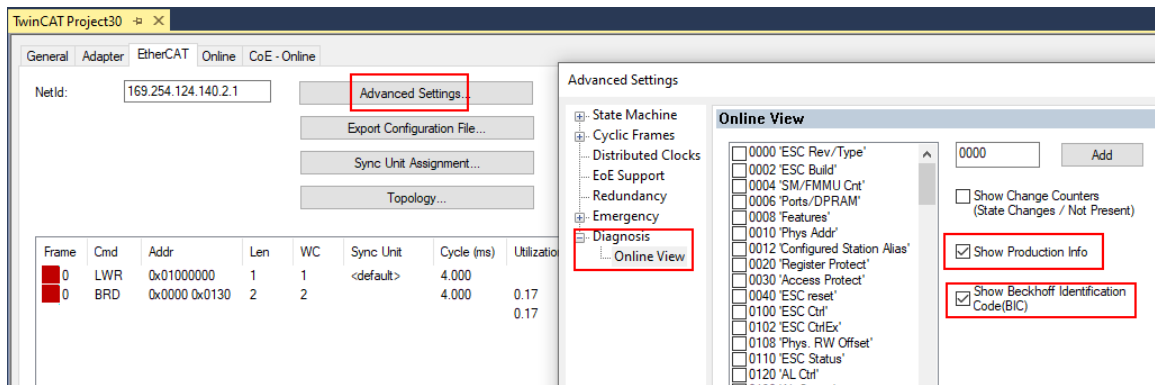 TwinCAT Project30
General Adapter EtherCAT Online CoE - Online
NetId: 169.254.124.140.2.1
Advanced Settings...
Export Configuration File...
Sync Unit Assignment...
Topology...
Frame Cmd Addr Len WC Sync Unit Cycle (ms) Utilizatio
0 LWR 0x01000000 1 1 <default> 4.000
0 BRD 0x0000 0x0130 2 2 4.000 0.17
0.17
Advanced Settings
State Machine
Cyclic Frames
Distributed Clocks
EoE Support
Redundancy
Emergency
Diagnosis
Online View
Online View
0000 'ESC Rev/Type'
0002 'ESC Build'
0004 'SM/FMMU Cnt'
0006 'Ports/DPRAM'
0008 'Features'
0010 'Phys Addr'
0012 'Configured Station Alias'
0020 'Register Protect'
0030 'Access Protect'
0040 'ESC reset'
0100 'ESC Ctrl'
0102 'ESC CtrlEx'
0108 'Phys. RW Offset'
0110 'ESC Status'
0120 'AL Ctrl'
0000 Add
Show Change Counters
(State Changes / Not Present)
Show Production Info
Show Beckhoff Identification
Code(BIC)